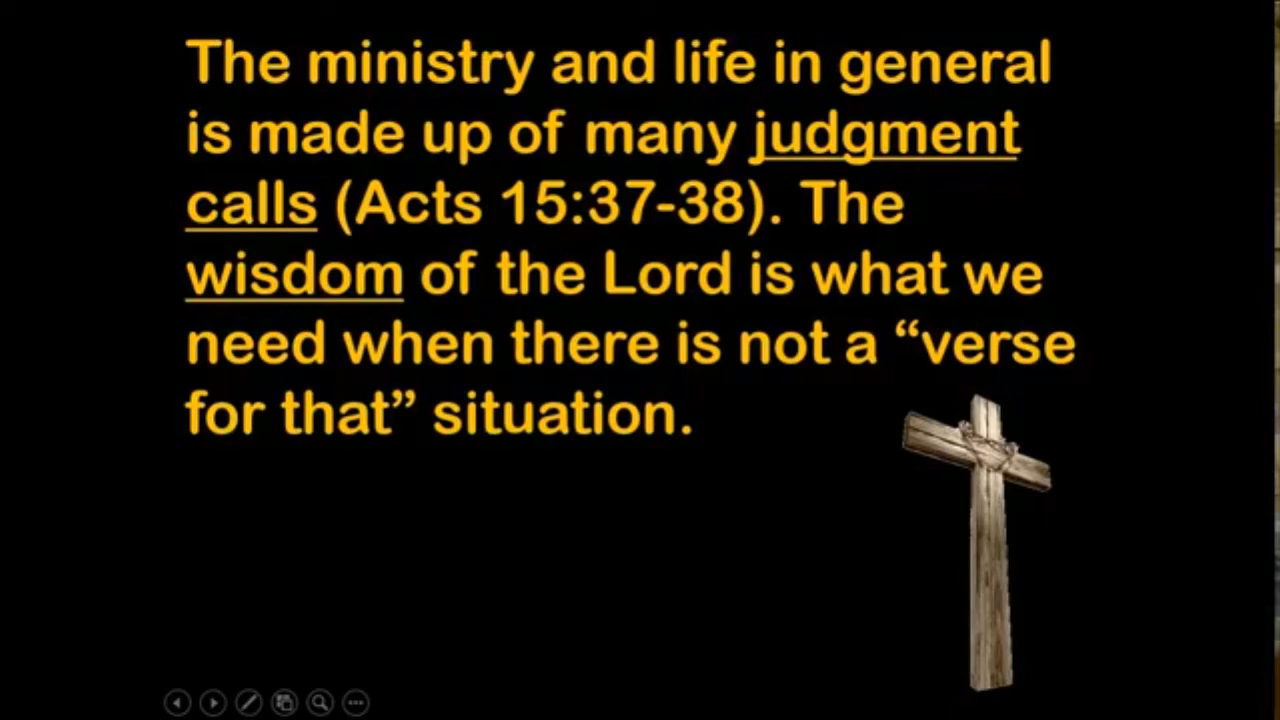 The ministry and life in general
is made up of many judgment
calls (Acts 15:37-38). The
wisdom of the Lord is what we
need when there is not a “verse
for that” situation.